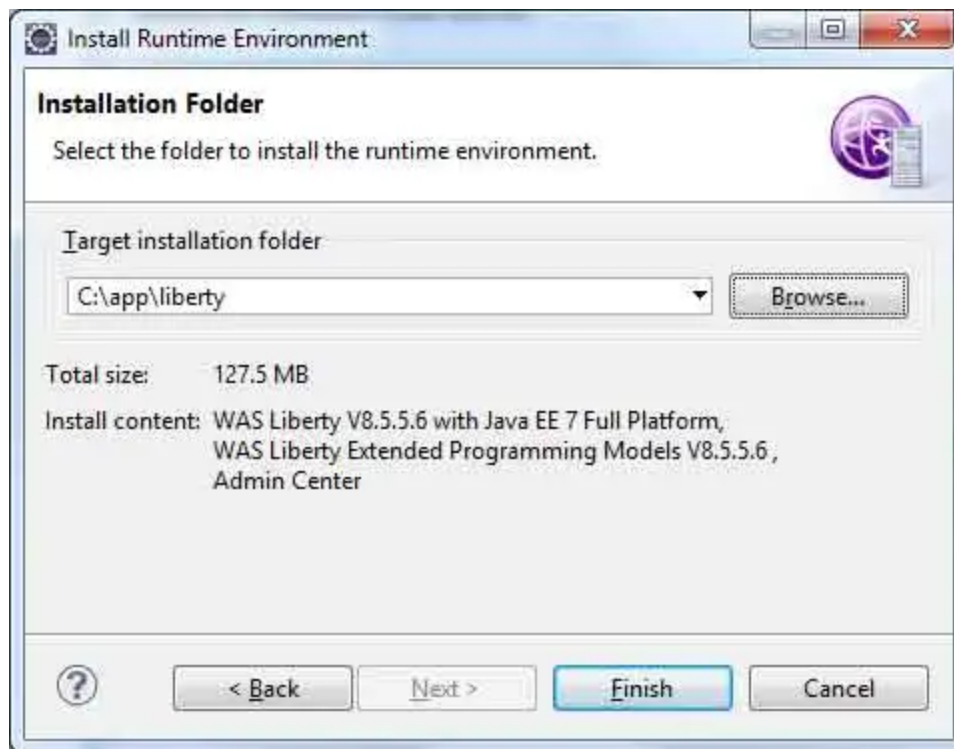 Install Runtime Environment
Installation Folder
Select the folder to install the runtime environment.
Target installation folder
C:\app\liberty
Browse...
Total size: 127.5 MB
Install content: WAS Liberty V8.5.5.6 with Java EE 7 Full Platform,
WAS Liberty Extended Programming Models V8.5.5.6 ,
Admin Center
? < Back Next > Finish Cancel